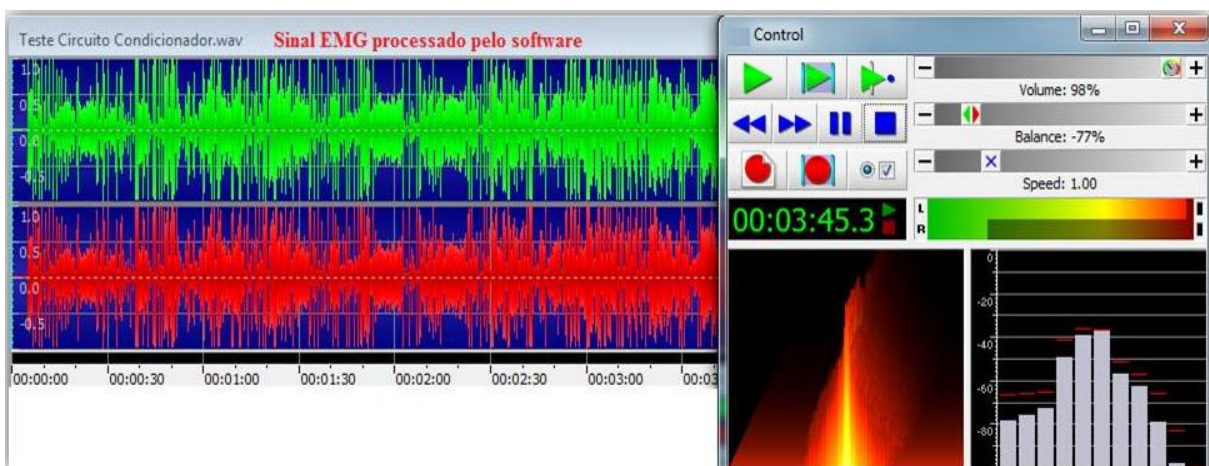 Teste Circuito Condicionador.wav
Sinal EMG processado pelo software
1.0
0.5
0.0
-0.5
1.0
0.5
0.0
-0.5
00:00:00 00:00:30 00:01:00 00:01:30 00:02:00 00:02:30 00:03:00 00:03
Control
Volume: 98%
Balance: -77%
Speed: 1.00
00:03:45.3
L
R
0
-20
-40
-60
-80